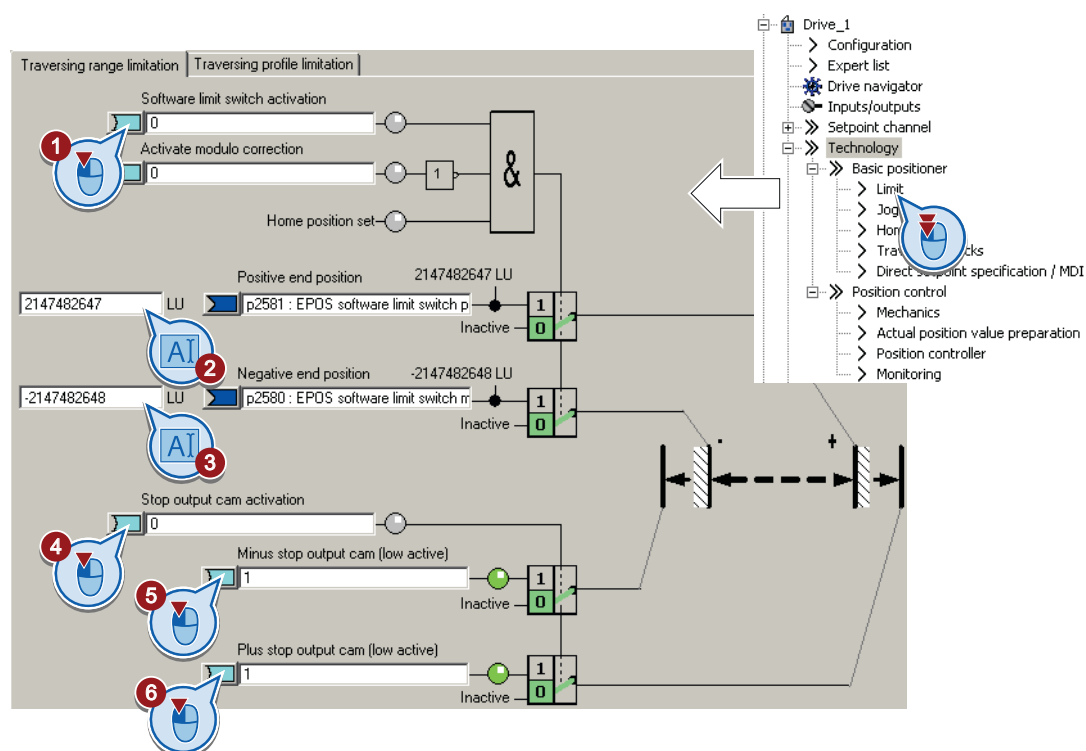 Traversing range limitation
Traversing profile limitation
Software limit switch activation
0
1
Activate modulo correction
0
1
&
Home position set
Positive end position
2147482647 LU
2147482647
LU
p2581 : EPOS software limit switch p
1
Inactive
0
2
Negative end position
-2147482648 LU
-2147482648
LU
p2580 : EPOS software limit switch m
1
Inactive
0
3
- +
Stop output cam activation
0
4
Minus stop output cam (low active)
1
1
Inactive
0
5
Plus stop output cam (low active)
1
1
Inactive
0
6
Drive_1
Configuration
Expert list
Drive navigator
Inputs/outputs
Setpoint channel
Technology
Basic positioner
Limit
Direct setpoint specification / MDI
Position control
Mechanics
Actual position value preparation
Position controller
Monitoring